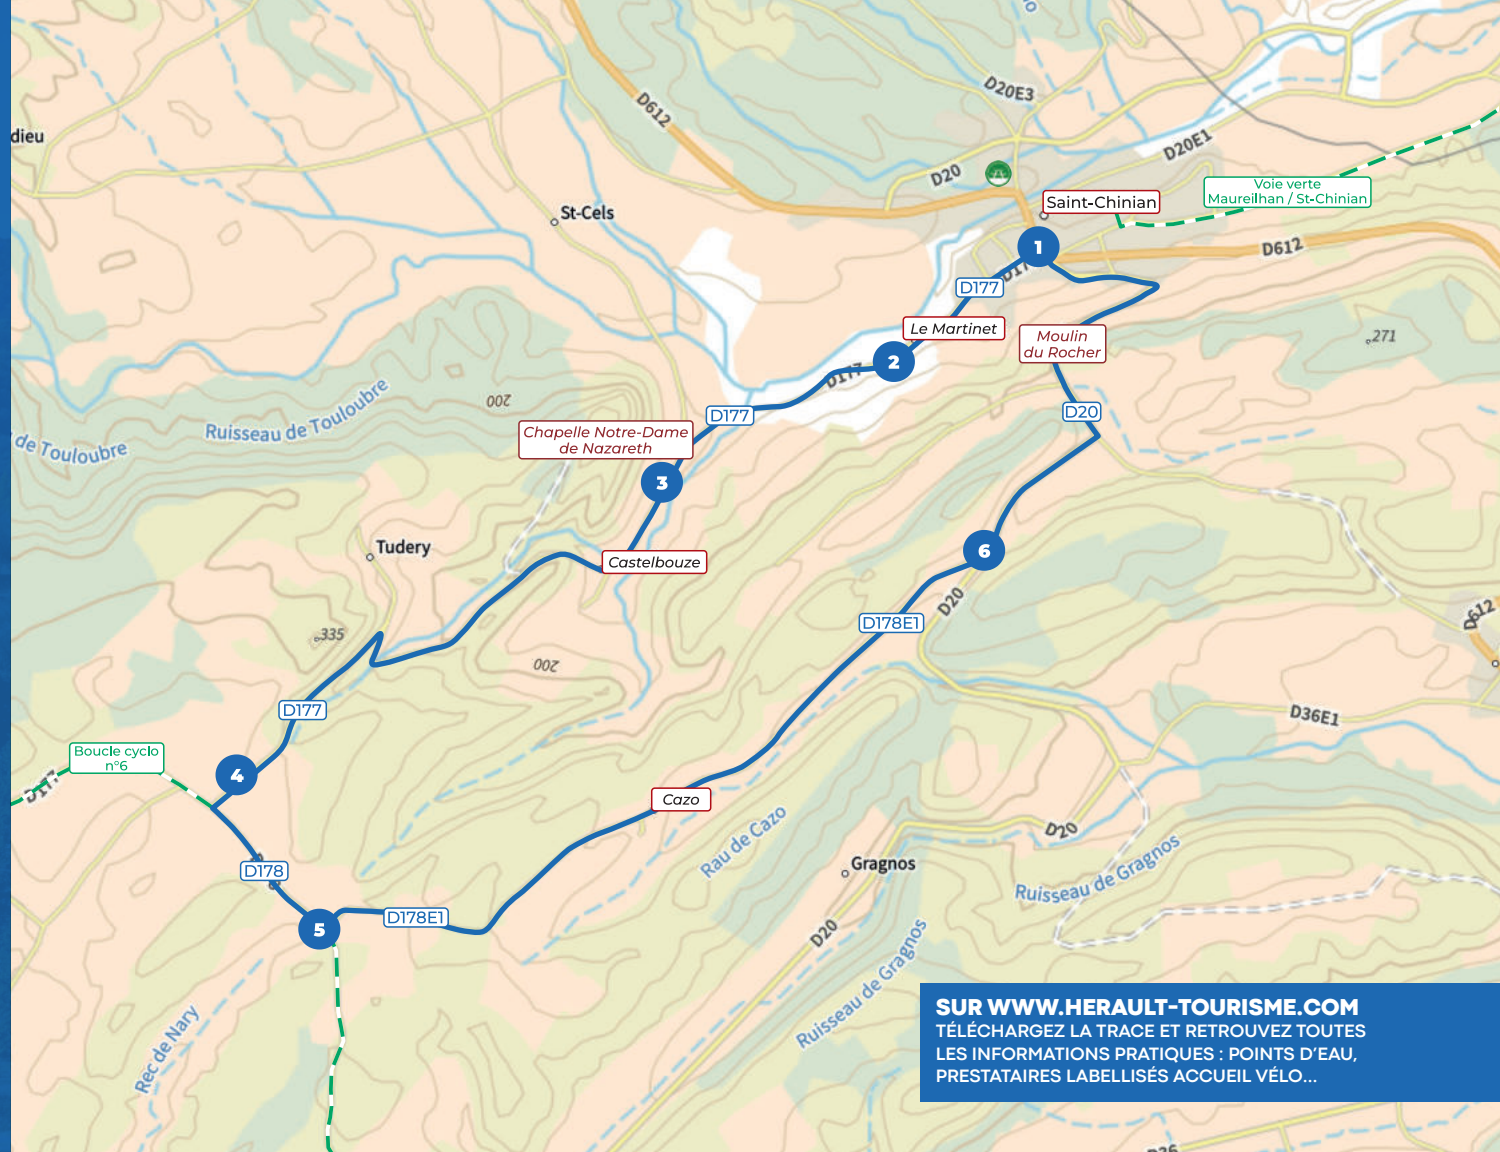 D20E3
D612
dieu
D20E1
D20
Voie verte
Maureilhan / St-Chinian
Saint-Chinian
St-Cels
1
D612
D177
Le Martinet
Moulin
du Rocher
271
2
D177
Ruisseau de Touloubre
200
D177
D20
Chapelle Notre-Dame
de Nazareth
de Touloubre
3
Tudery
6
Castelbouze
D20
D612
D178E1
335
200
D177
D36E1
Boucle cyclo
n°6
4
D177
Cazo
D20
Rau de Cazo
Gragnos
D178
Ruisseau de Gragnos
D178E1
5
D20
Ruisseau de Gragnos
Rec de Nary
SUR WWW.HERAULT-TOURISME.COM
TÉLÉCHARGEZ LA TRACE ET RETROUVEZ TOUTES
LES INFORMATIONS PRATIQUES : POINTS D'EAU,
PRESTATAIRES LABELLISÉS ACCUEIL VÉLO...